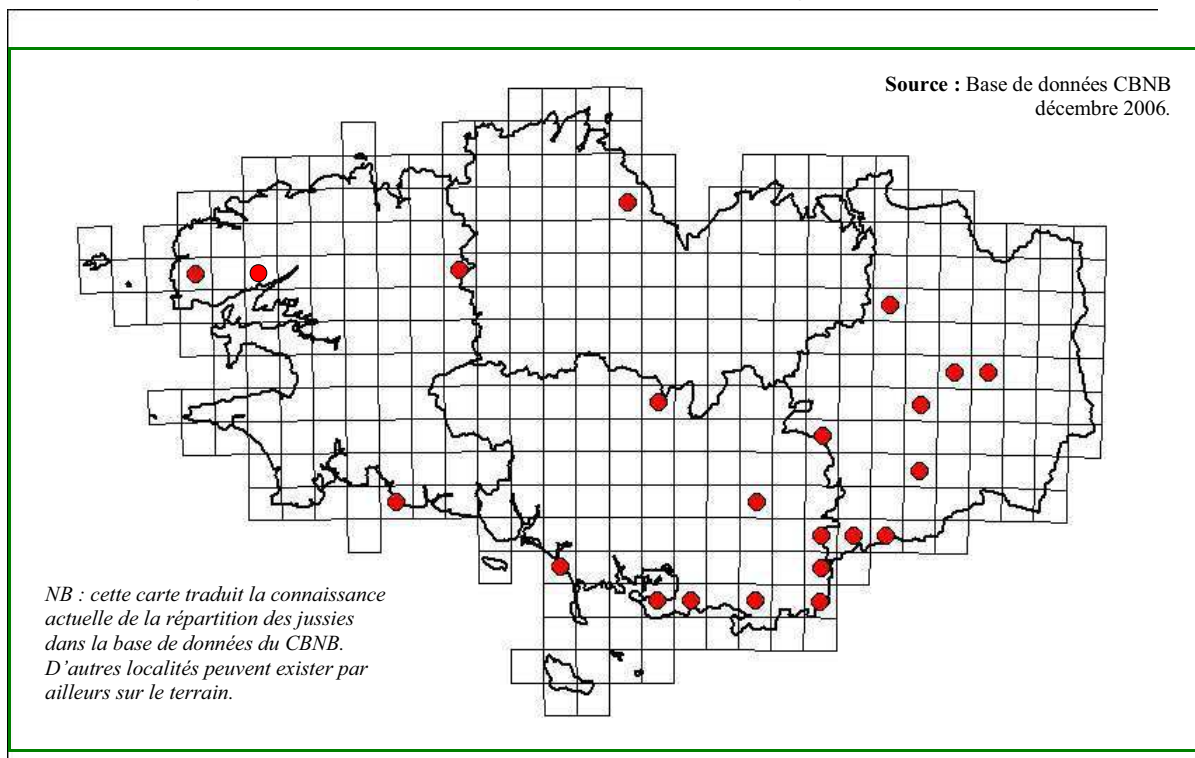 Source : Base de données CBNB
décembre 2006.
NB : cette carte traduit la connaissance
actuelle de la répartition des jussies
dans la base de données du CBNB.
D’autres localités peuvent exister par
ailleurs sur le terrain.